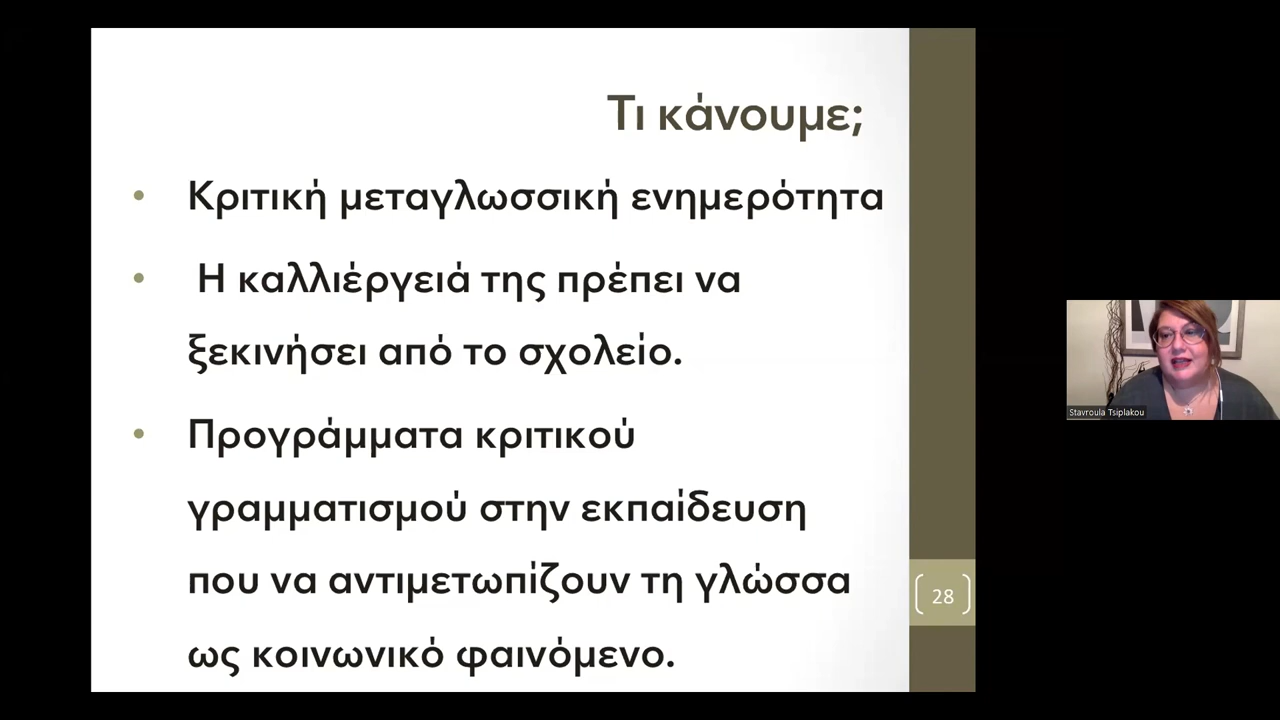 Τι κάνουμε;
• Κριτική μεταγλωσσική ενημερότητα
• Η καλλιέργειά της πρέπει να
ξεκινήσει από το σχολείο.
• Προγράμματα κριτικού
γραμματισμού στην εκπαίδευση
που να αντιμετωπίζουν τη γλώσσα
ως κοινωνικό φαινόμενο.
28
Stavroula Tsiplakou